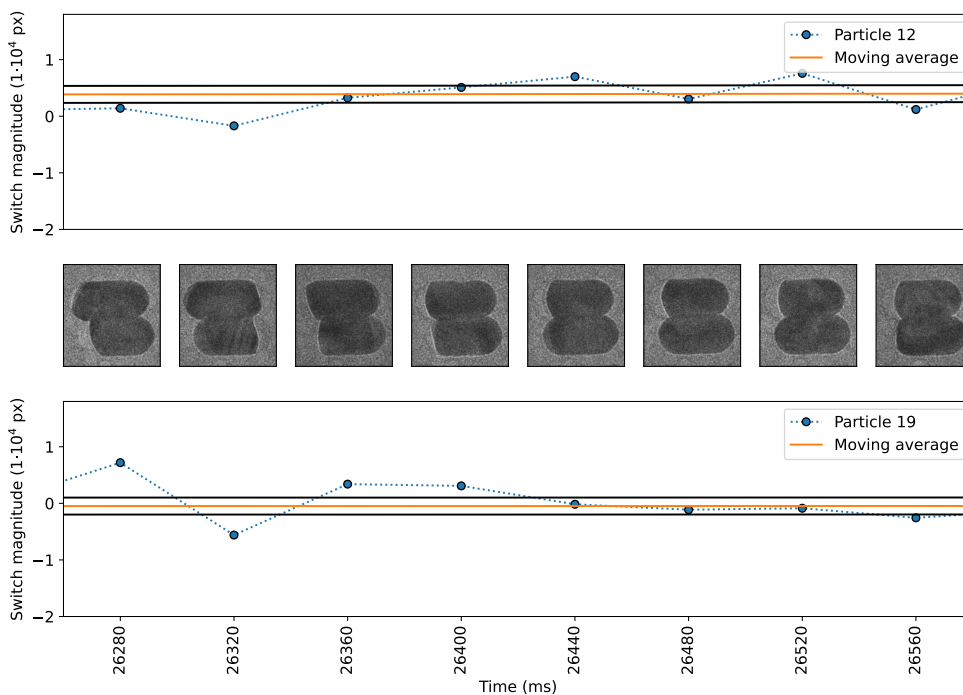 Switch magnitude (1·10⁴ px)
1
0
−1
−2
Particle 12
Moving average
Switch magnitude (1·10⁴ px)
1
0
−1
−2
Particle 19
Moving average
26280
26320
26360
26400
26440
26480
26520
26560
Time (ms)